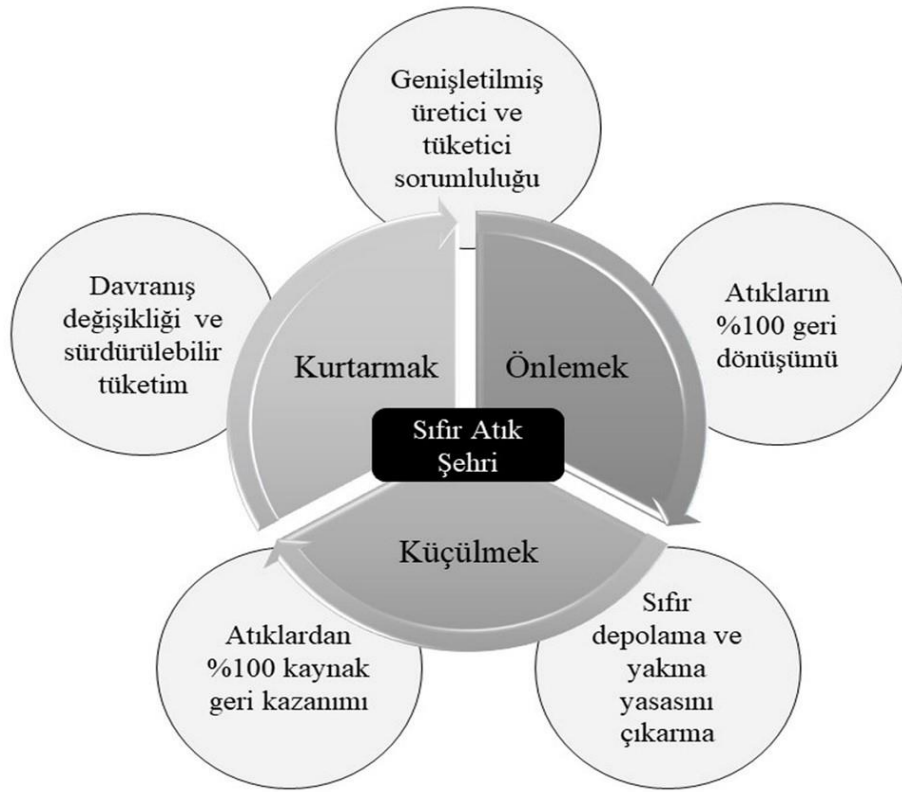 Genişletilmiş
üretici ve
tüketici
sorumluluğu
Davranış
değişikliği ve
sürdürülebilir
tüketim
Atıkların
%100 geri
dönüşümü
Kurtarmak
Önlemek
Sıfır Atık
Şehri
Küçülmek
Atıklardan
%100 kaynak
geri kazanımı
Sıfır
depolama ve
yakma
yasasını
çıkarma